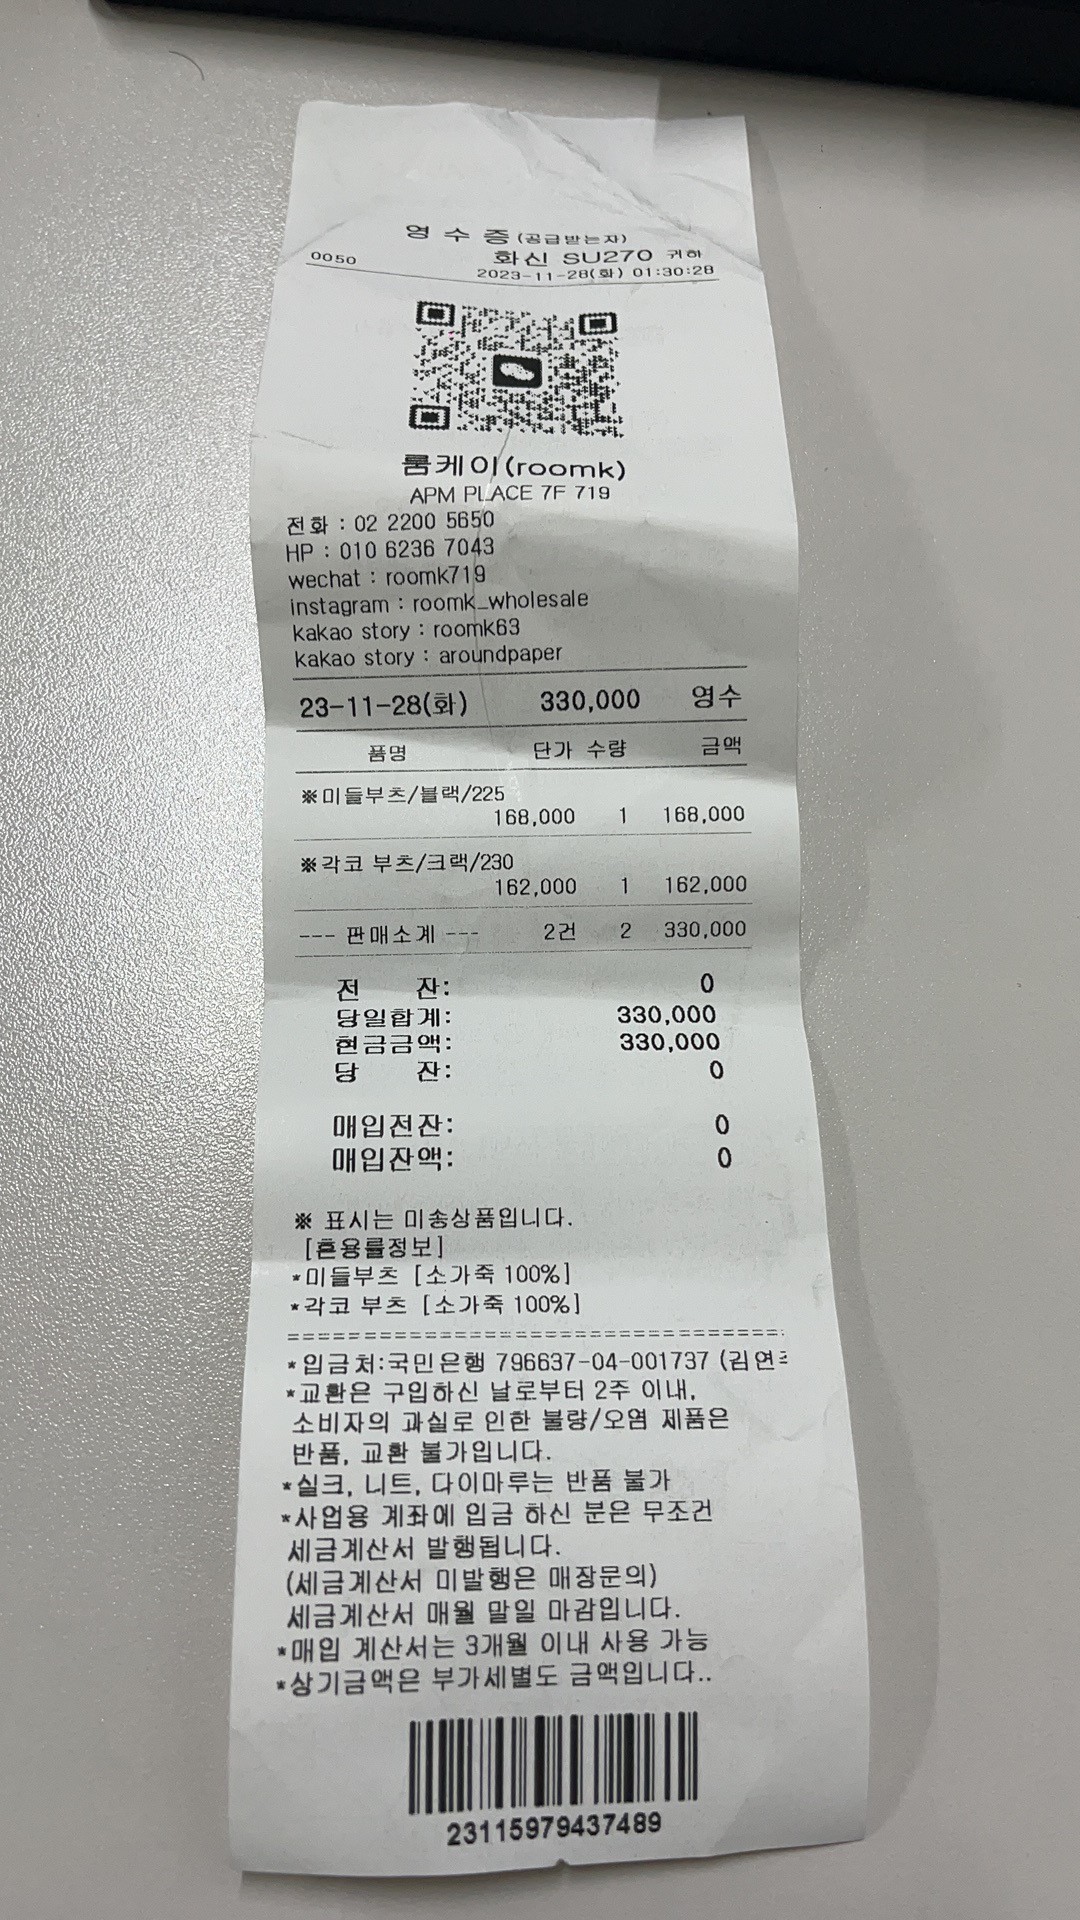 영 수 증(공급받는자)
0050 화신 SU270 귀하
2023-11-28(화) 01:30:28
룸케이(roomk)
APM PLACE 7F 719
전화 : 02 2200 5650
HP : 010 6236 7043
wechat : roomk719
instagram : roomk_wholesale
kakao story : roomk63
kakao story : aroundpaper
23-11-28(화) 330,000 영수
품명 단가 수량 금액
※미들부츠/블랙/225
168,000 1 168,000
※각코 부츠/크랙/230
162,000 1 162,000
--- 판매소계 --- 2건 2 330,000
전 잔: 0
당일합계: 330,000
현금금액: 330,000
당 잔: 0
매입전잔: 0
매입잔액: 0
※ 표시는 미송상품입니다.
[혼용률정보]
*미들부츠 [소가죽 100%]
*각코 부츠 [소가죽 100%]
=================================
*입금처:국민은행 796637-04-001737 (김연
*교환은 구입하신 날로부터 2주 이내,
소비자의 과실로 인한 불량/오염 제품은
반품, 교환 불가입니다.
*실크, 니트, 다이마루는 반품 불가
*사업용 계좌에 입금 하신 분은 무조건
세금계산서 발행됩니다.
(세금계산서 미발행은 매장문의)
세금계산서 매월 말일 마감입니다.
*매입 계산서는 3개월 이내 사용 가능
*상기금액은 부가세별도 금액입니다..
23115979437489